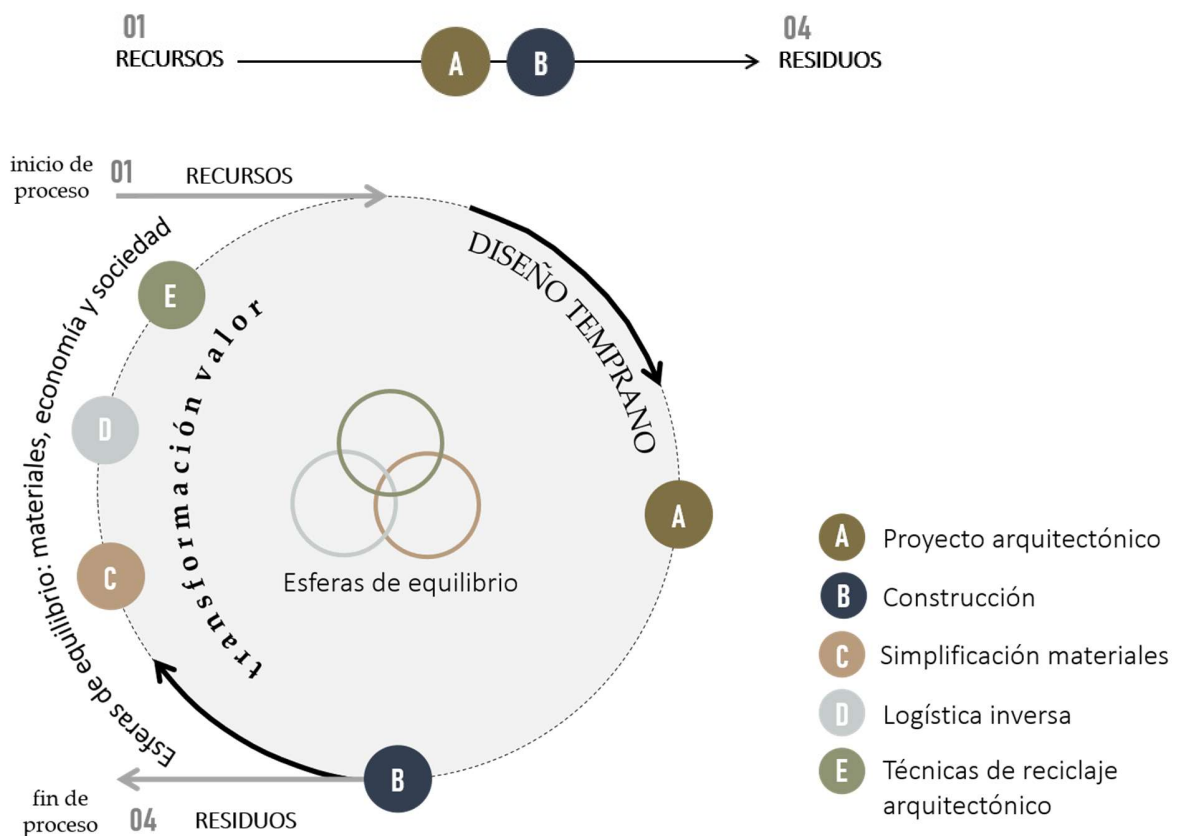 01
RECURSOS
A
B
04
RESIDUOS
inicio de
proceso
01
RECURSOS
DISEÑO TEMPRANO
Esferas de equilibrio: materiales, economía y sociedad
transformación valor
E
D
C
A
B
Esferas de equilibrio
fin de
proceso
04
RESIDUOS
A Proyecto arquitectónico
B Construcción
C Simplificación materiales
D Logística inversa
E Técnicas de reciclaje
arquitectónico